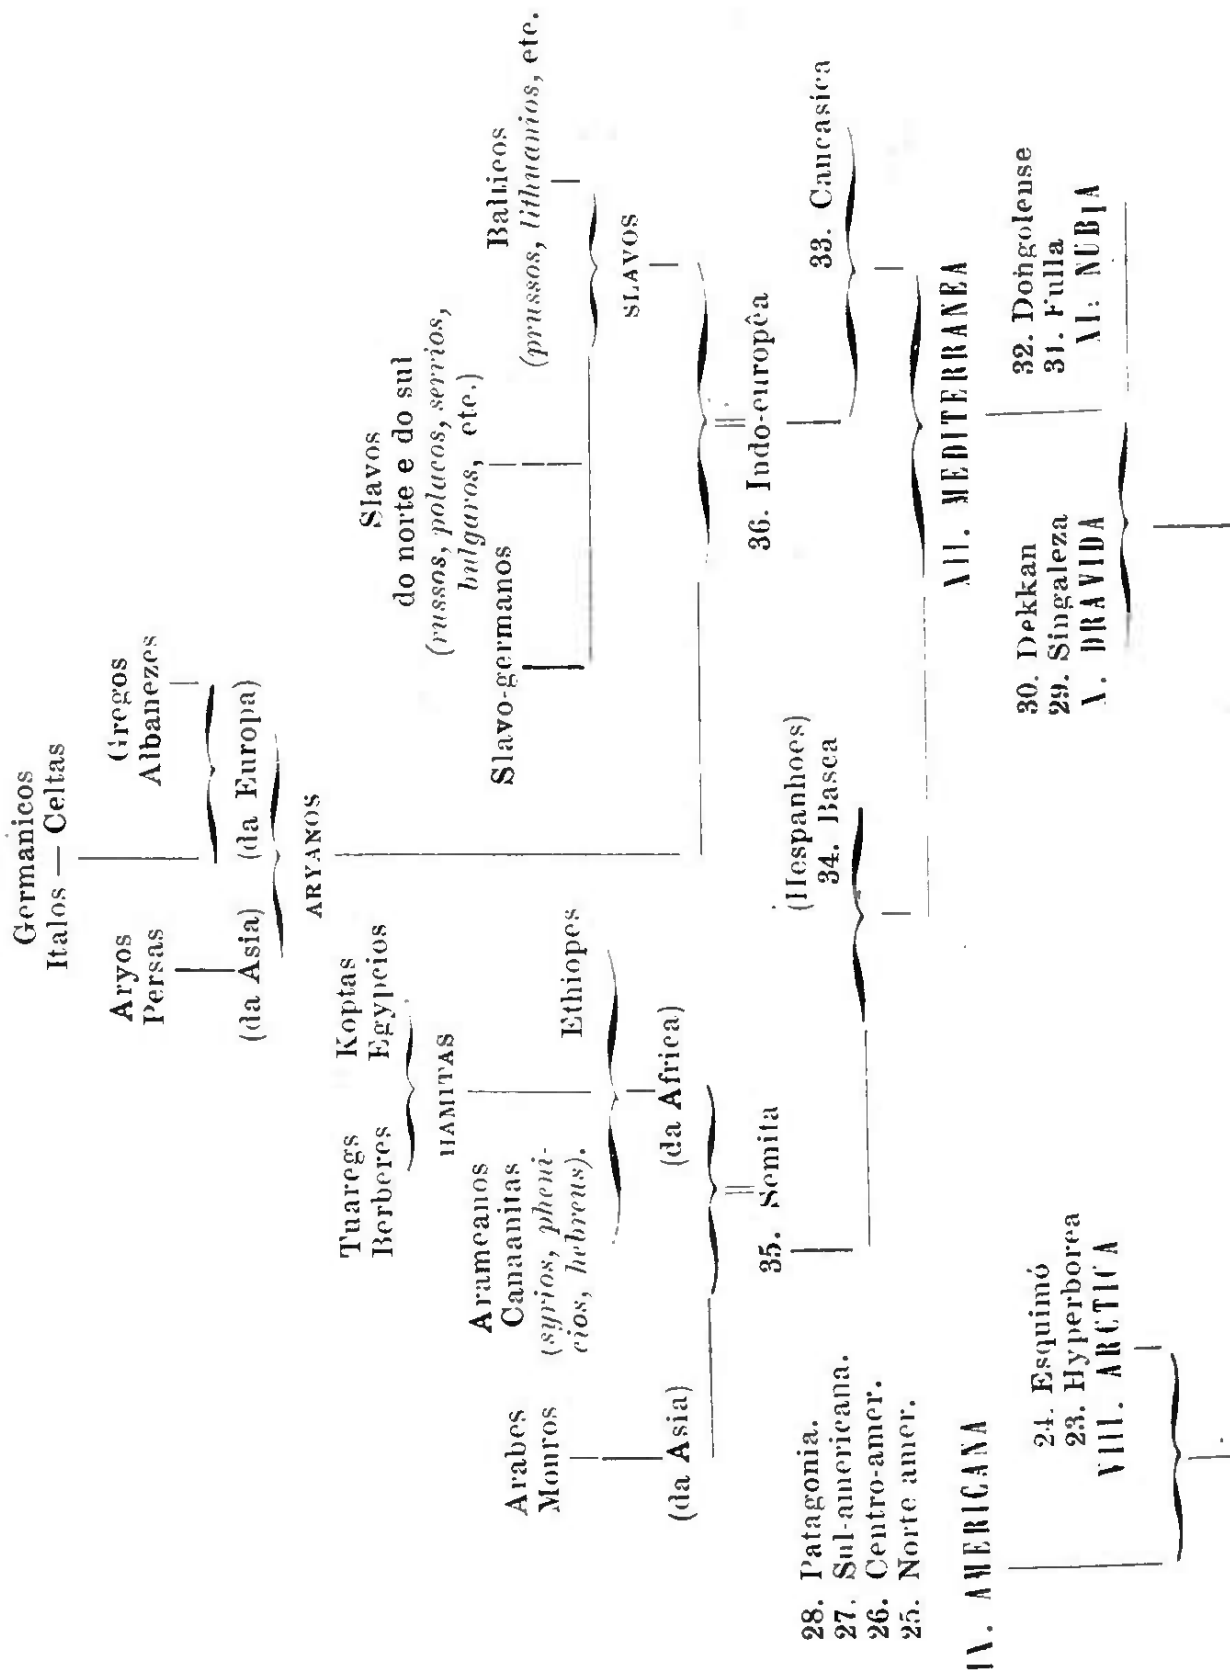 Germanicos
Italos — Celtas
Aryos
Persas
Gregos
Albanezes
(da Asia)
(da Europa)
ARYANOS
Tuaregs
Berberes
Koptas
Egypcios
HAMITAS
Slavos
do norte e do sul
(russos, polacos, servios,
bulgaros, etc.)
Balticos
(prussos, lithuanios, etc.
Slavo-germanos
SLAVOS
Arabes
Mouros
Arameanos
Canaanitas
(syrios, pheni-
cios, hebreus).
Ethiopes
(da Asia)
(da Africa)
35. Semita
(Hespanhoes)
34. Basca
36. Indo-européa
33. Caucasica
XII. MEDITERRANEA
28. Patagonia.
27. Sul-americana.
26. Centro-amer.
25. Norte amer.
IX. AMERICANA
24. Esquimó
23. Hyperborea
VIII. ARCTICA
30. Dekkan
29. Singaleza
X. DRAVIDA
32. Dongolense
31. Fulla
XI: NUBIA